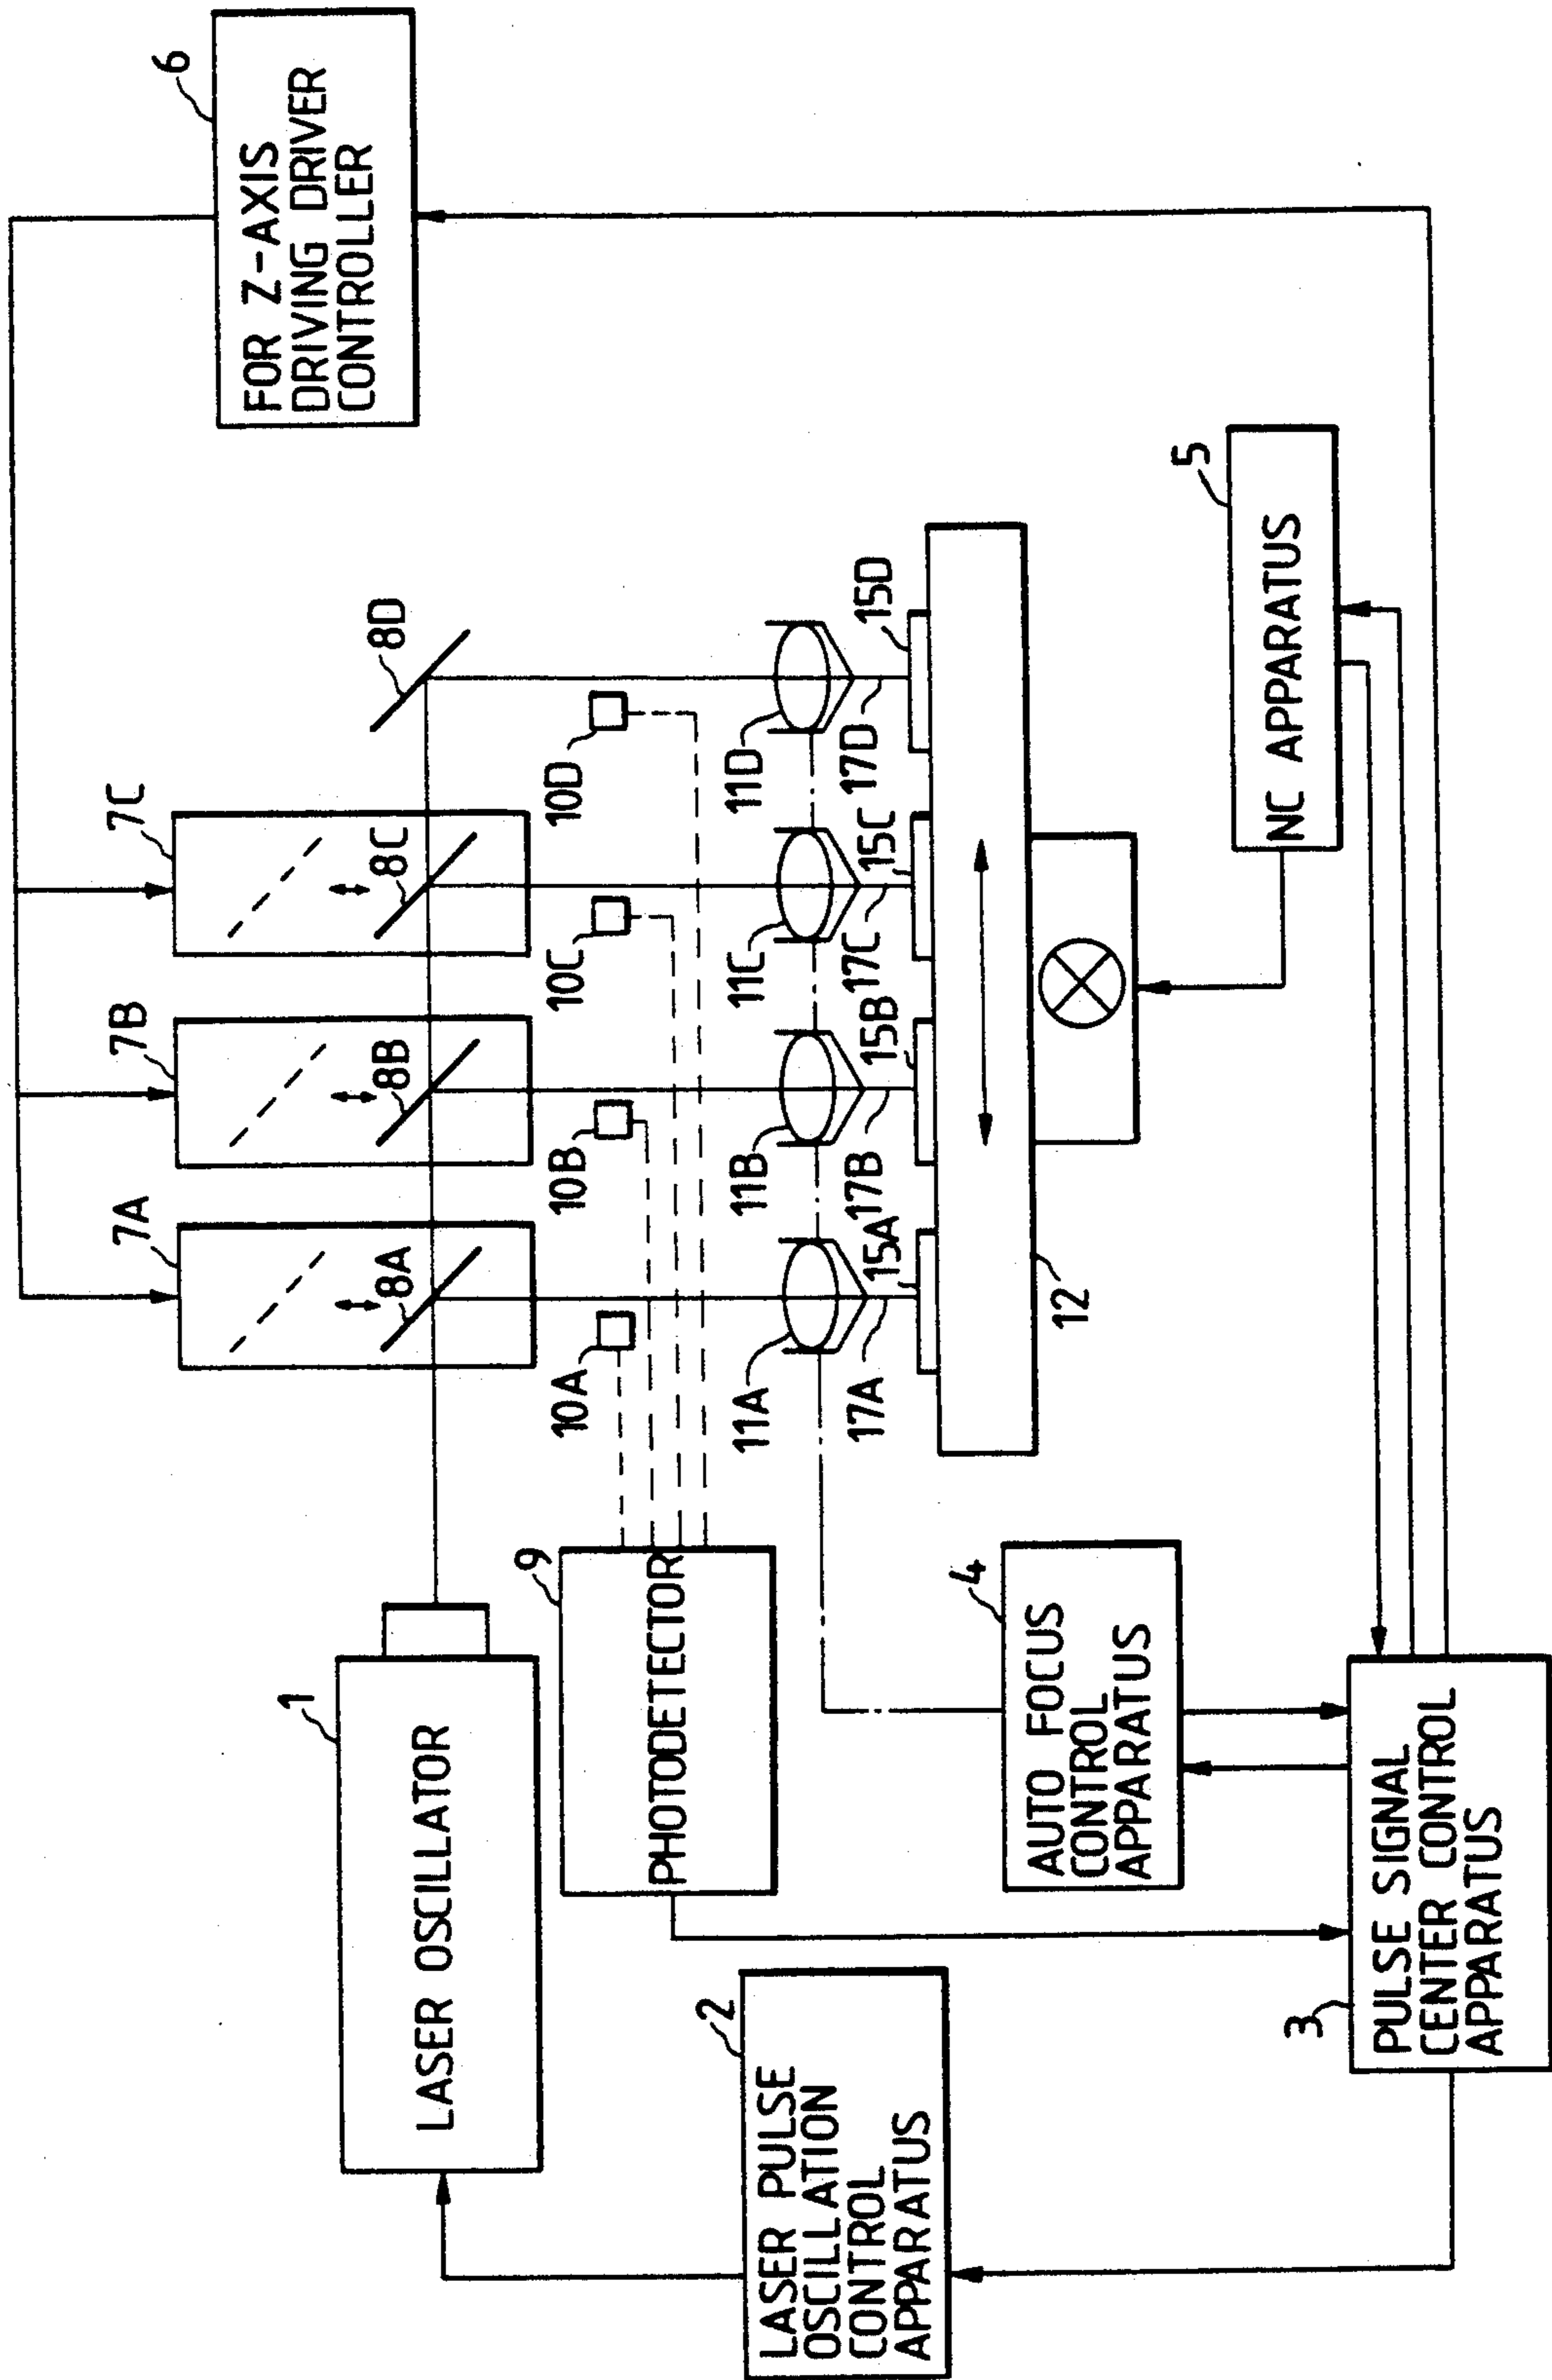 6
FOR Z-AXIS
DRIVING DRIVER
CONTROLLER
7A
7B
7C
8A
8B
8C
8D
1
LASER OSCILLATOR
9
PHOTODETECTOR
10A
10B
10C
10D
11A
11B
11C
11D
17A
15A
17B
15B
17C
15C
17D
15D
12
2
LASER PULSE
OSCILLATION
CONTROL
APPARATUS
4
AUTO FOCUS
CONTROL
APPARATUS
5
NC APPARATUS
3
PULSE SIGNAL
CENTER CONTROL
APPARATUS